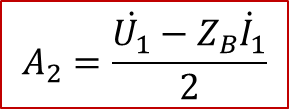 A₂ = (U̇₁ − Z_B İ₁) / 2